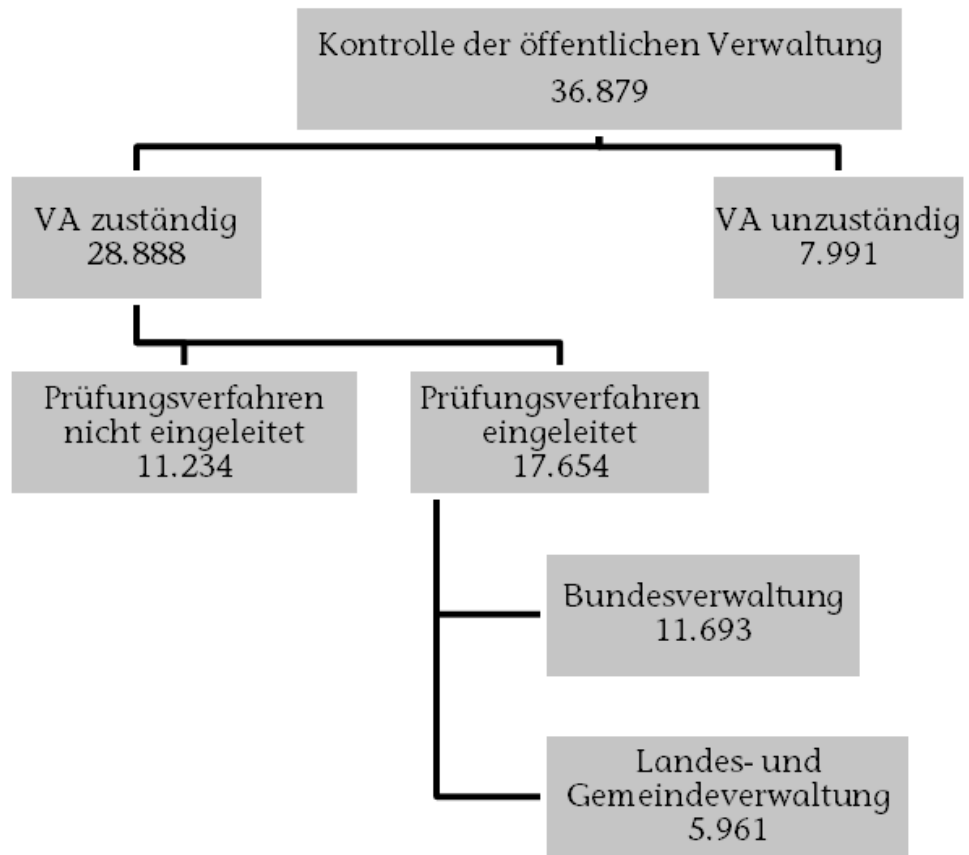 Kontrolle der öffentlichen Verwaltung
36.879
VA zuständig
28.888
VA unzuständig
7.991
Prüfungsverfahren
nicht eingeleitet
11.234
Prüfungsverfahren
eingeleitet
17.654
Bundesverwaltung
11.693
Landes- und
Gemeindeverwaltung
5.961